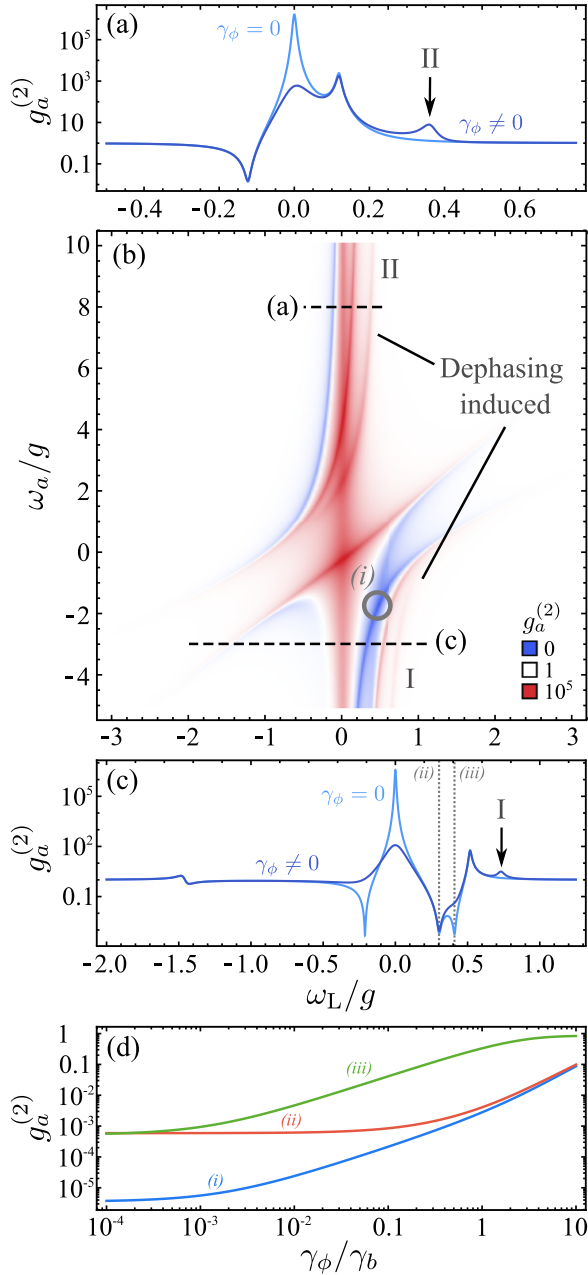 (a)
γ_ϕ = 0
II
γ_ϕ ≠ 0
g_a^(2)
10^5
10^3
10
0.1
−0.4 −0.2 0.0 0.2 0.4 0.6
(b)
II
(a)
Dephasing
induced
ω_a/g
10
8
6
4
2
0
−2
−4
(i)
(c)
I
g_a^(2)
0
1
10^5
−3 −2 −1 0 1 2 3
(c)
γ_ϕ = 0
(ii)
(iii)
I
γ_ϕ ≠ 0
g_a^(2)
10^5
10^2
0.1
−2.0 −1.5 −1.0 −0.5 0.0 0.5 1.0
ω_L/g
(d)
(iii)
(ii)
(i)
g_a^(2)
1
0.1
10^−2
10^−3
10^−4
10^−5
10^−4 10^−3 10^−2 0.1 1 10
γ_ϕ/γ_b